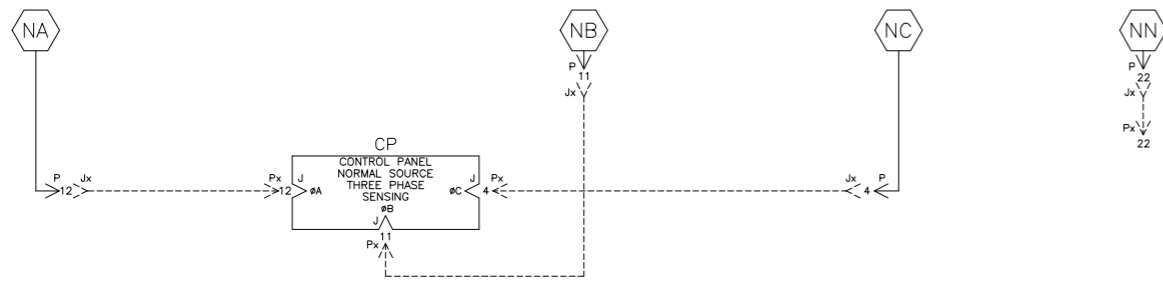 NA
NB
NC
NN
P
11
Jx
P
22
Jx
Px
22
CP
CONTROL PANEL
NORMAL SOURCE
THREE PHASE
SENSING
P
12
Jx
Px
12
J
øA
øB
J
11
Px
øC
J
4
Px
Jx
4
P